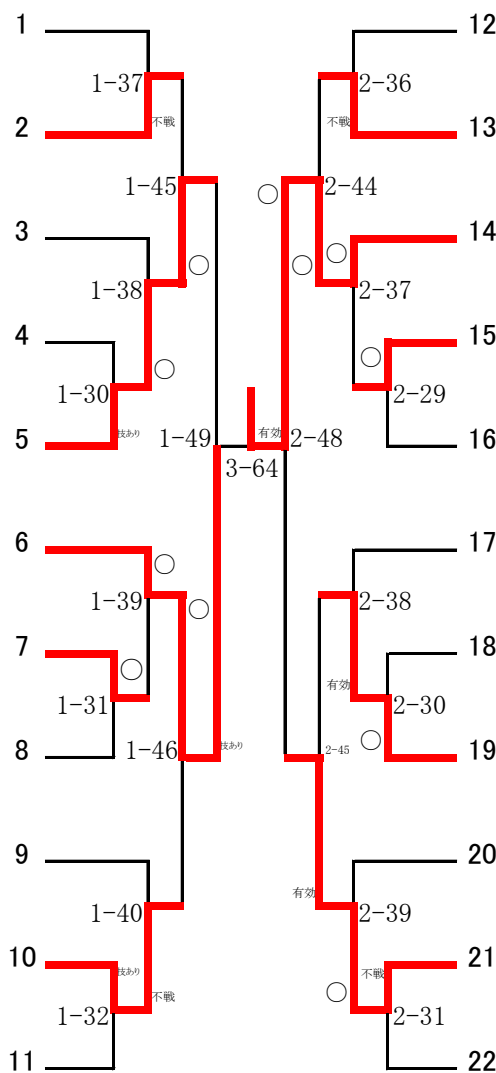 1 12
1-37 2-36
2 不戦 不戦 13
1-45 2-44
○
3 ○ 14
1-38 ○ ○ 2-37
4 15
○ ○
1-30 2-29
5 技あり 1-49 有効 2-48 16
3-64
6 17
○
1-39 ○ 2-38
7 18
○ 有効
1-31 2-30
8 1-46 技あり 2-45 ○ 19
9 20
有効
1-40 2-39
10 技あり 不戦 21
不戦 ○
1-32 2-31
11 22